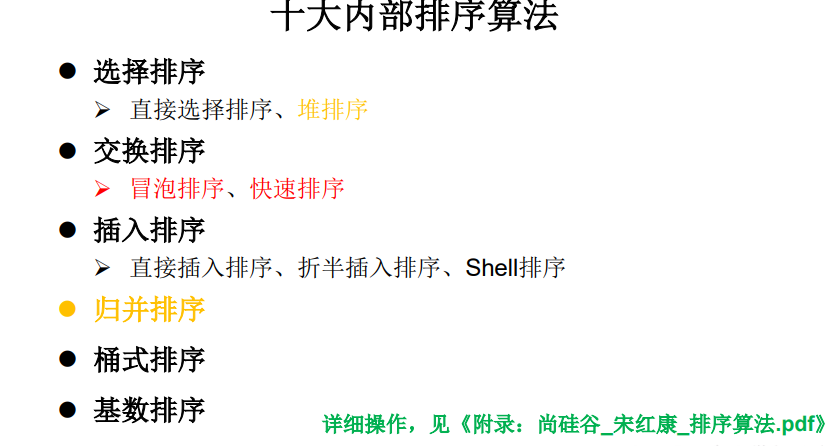 十大内部排序算法
选择排序
直接选择排序、堆排序
交换排序
冒泡排序、快速排序
插入排序
直接插入排序、折半插入排序、Shell排序
归并排序
桶式排序
基数排序
详细操作，见《附录：尚硅谷_宋红康_排序算法.pdf》